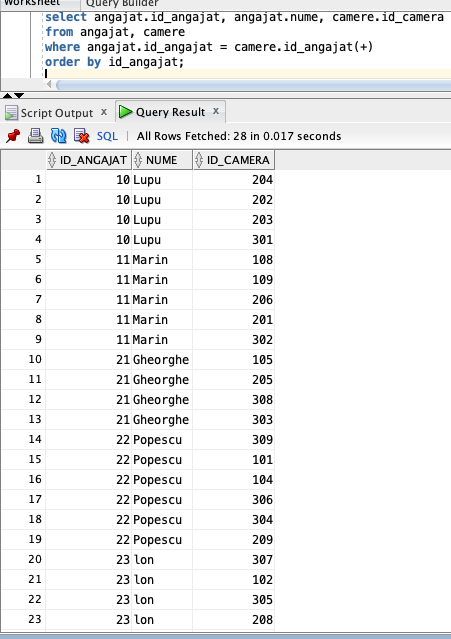 Worksheet Query Builder
select angajat.id_angajat, angajat.nume, camere.id_camera
from angajat, camere
where angajat.id_angajat = camere.id_angajat(+)
order by id_angajat;
Script Output x Query Result x
SQL | All Rows Fetched: 28 in 0.017 seconds
ID_ANGAJAT NUME ID_CAMERA
1 10 Lupu 204
2 10 Lupu 202
3 10 Lupu 203
4 10 Lupu 301
5 11 Marin 108
6 11 Marin 109
7 11 Marin 206
8 11 Marin 201
9 11 Marin 302
10 21 Gheorghe 105
11 21 Gheorghe 205
12 21 Gheorghe 308
13 21 Gheorghe 303
14 22 Popescu 309
15 22 Popescu 101
16 22 Popescu 104
17 22 Popescu 306
18 22 Popescu 304
19 22 Popescu 209
20 23 lon 307
21 23 lon 102
22 23 lon 305
23 23 lon 208